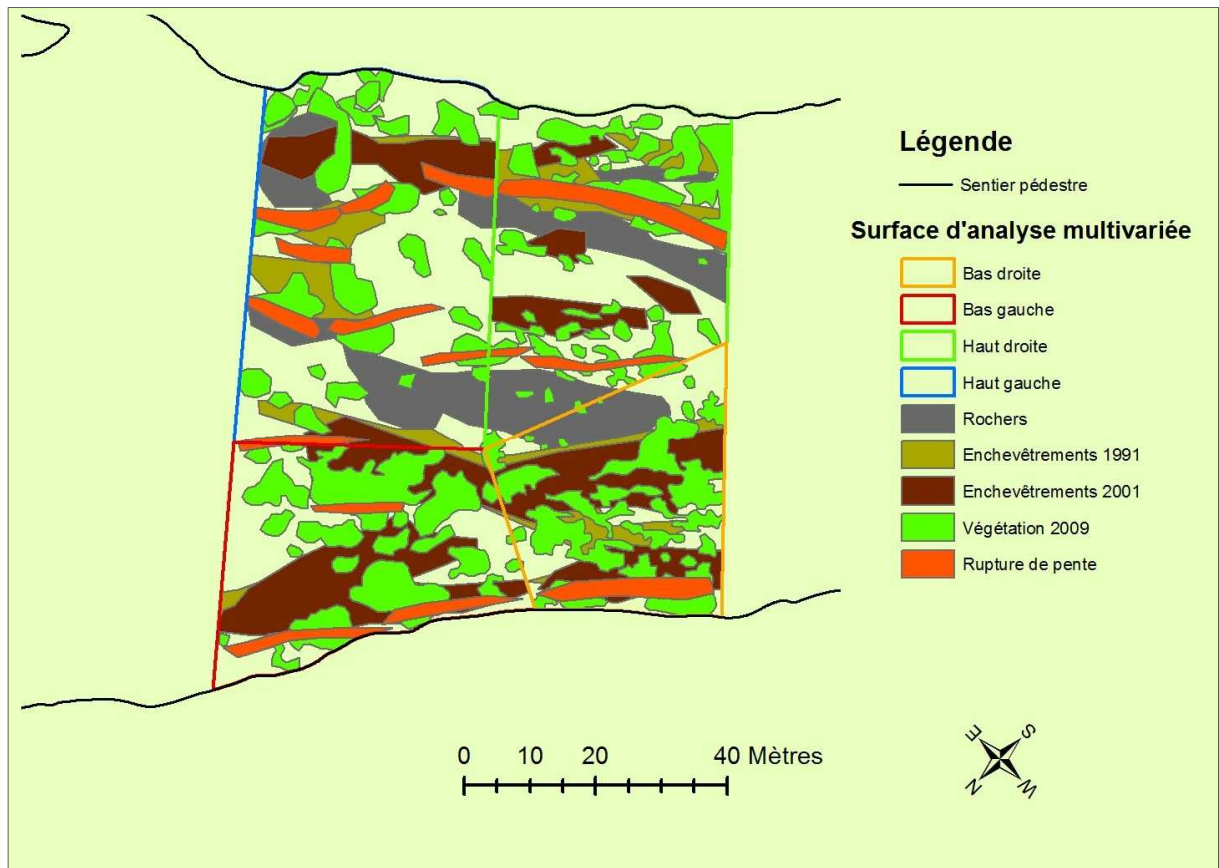 Légende
Sentier pédestre
Surface d'analyse multivariée
Bas droite
Bas gauche
Haut droite
Haut gauche
Rochers
Enchevêtrements 1991
Enchevêtrements 2001
Végétation 2009
Rupture de pente
0 10 20 40 Mètres
E S
N W